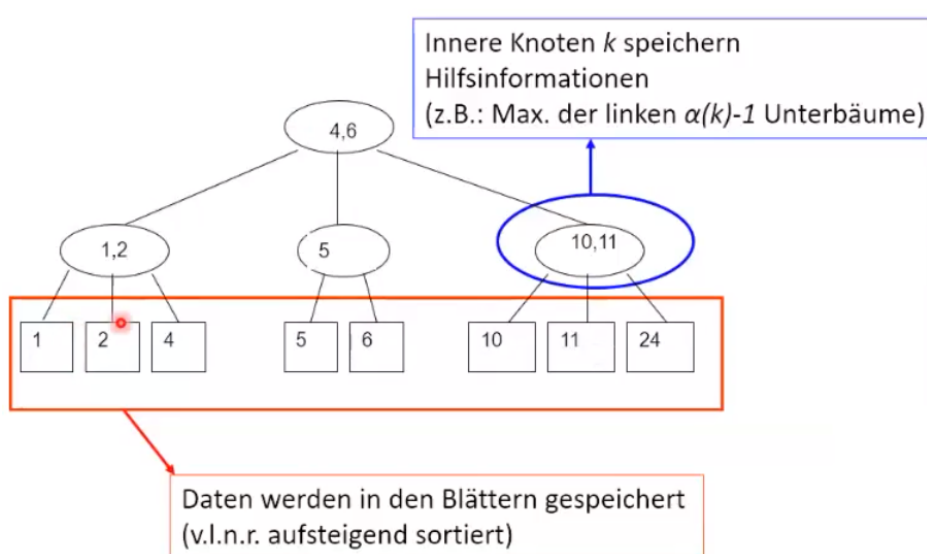 Innere Knoten k speichern
Hilfsinformationen
(z.B.: Max. der linken α(k)-1 Unterbäume)
4,6
1,2
5
10,11
1
2
4
5
6
10
11
24
Daten werden in den Blättern gespeichert
(v.l.n.r. aufsteigend sortiert)